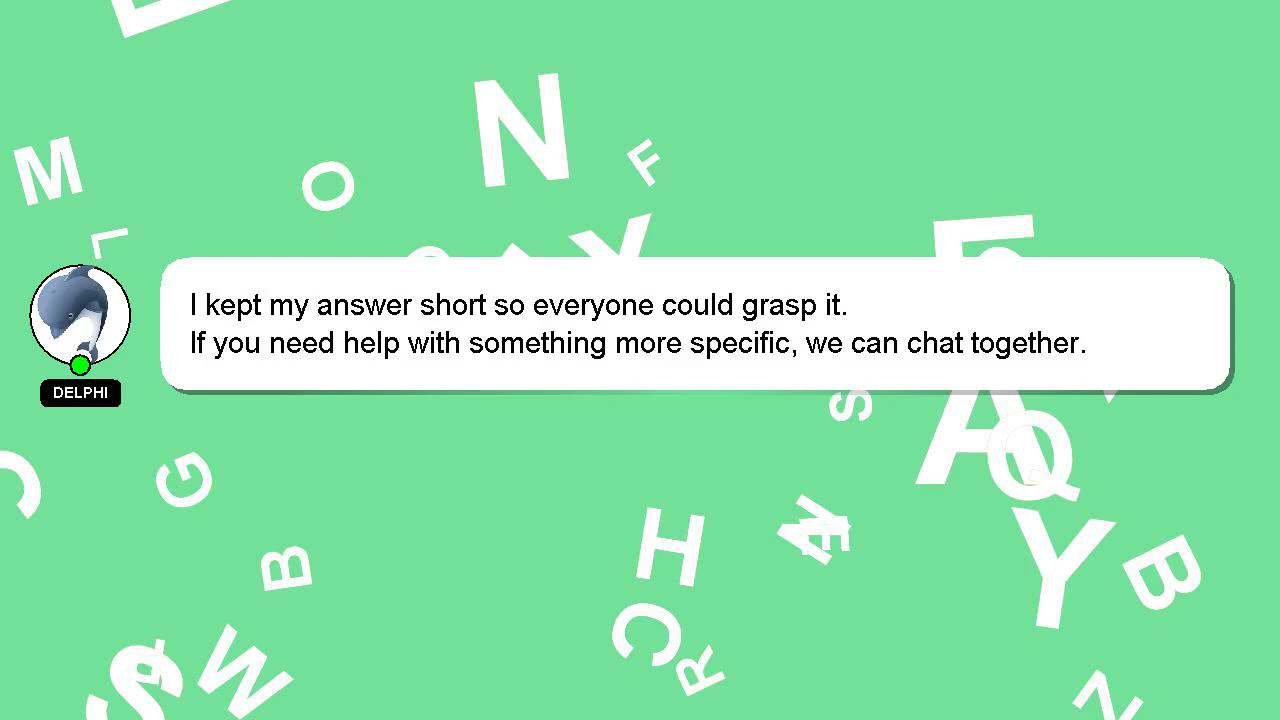 I kept my answer short so everyone could grasp it.
If you need help with something more specific, we can chat together.
DELPHI
E
N
M
O
F
L
Y
S
A
Q
G
B
H
N
E
Y
B
C
R
W
S
Z